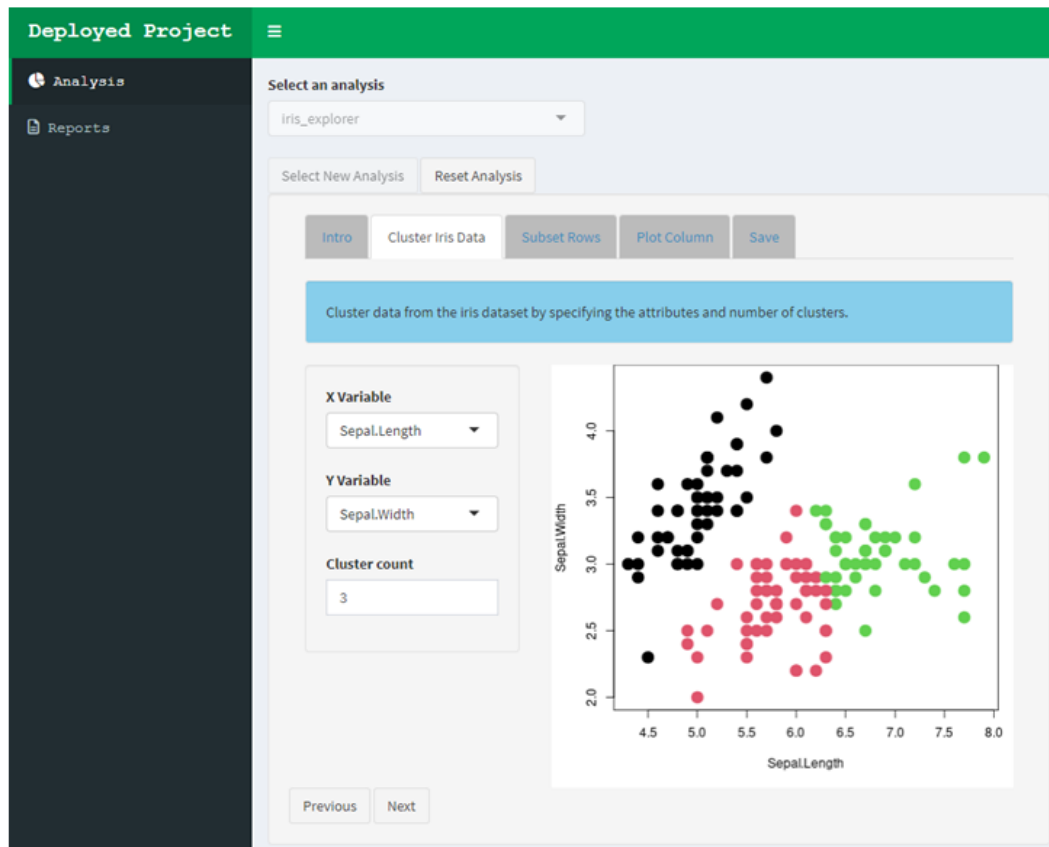 Deployed Project
Analysis
Reports
Select an analysis
iris_explorer
Select New Analysis
Reset Analysis
Intro
Cluster Iris Data
Subset Rows
Plot Column
Save
Cluster data from the iris dataset by specifying the attributes and number of clusters.
X Variable
Sepal.Length
Y Variable
Sepal.Width
Cluster count
3
Sepal.Width
4.0
3.5
3.0
2.5
2.0
4.5 5.0 5.5 6.0 6.5 7.0 7.5 8.0
Sepal.Length
Previous
Next